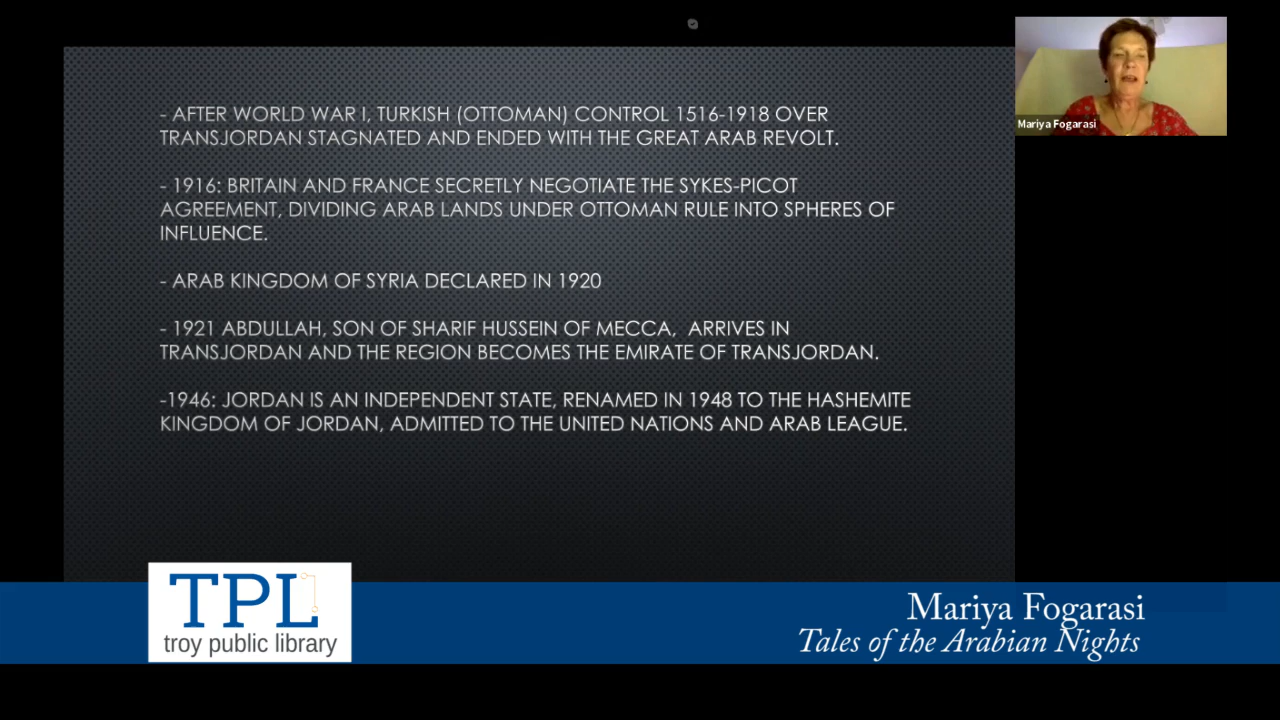 - AFTER WORLD WAR I, TURKISH (OTTOMAN) CONTROL 1516-1918 OVER
TRANSJORDAN STAGNATED AND ENDED WITH THE GREAT ARAB REVOLT.
- 1916: BRITAIN AND FRANCE SECRETLY NEGOTIATE THE SYKES-PICOT
AGREEMENT, DIVIDING ARAB LANDS UNDER OTTOMAN RULE INTO SPHERES OF
INFLUENCE.
- ARAB KINGDOM OF SYRIA DECLARED IN 1920
- 1921 ABDULLAH, SON OF SHARIF HUSSEIN OF MECCA,  ARRIVES IN
TRANSJORDAN AND THE REGION BECOMES THE EMIRATE OF TRANSJORDAN.
-1946: JORDAN IS AN INDEPENDENT STATE, RENAMED IN 1948 TO THE HASHEMITE
KINGDOM OF JORDAN, ADMITTED TO THE UNITED NATIONS AND ARAB LEAGUE.
Mariya Fogarasi
TPL
troy public library
Mariya Fogarasi
Tales of the Arabian Nights